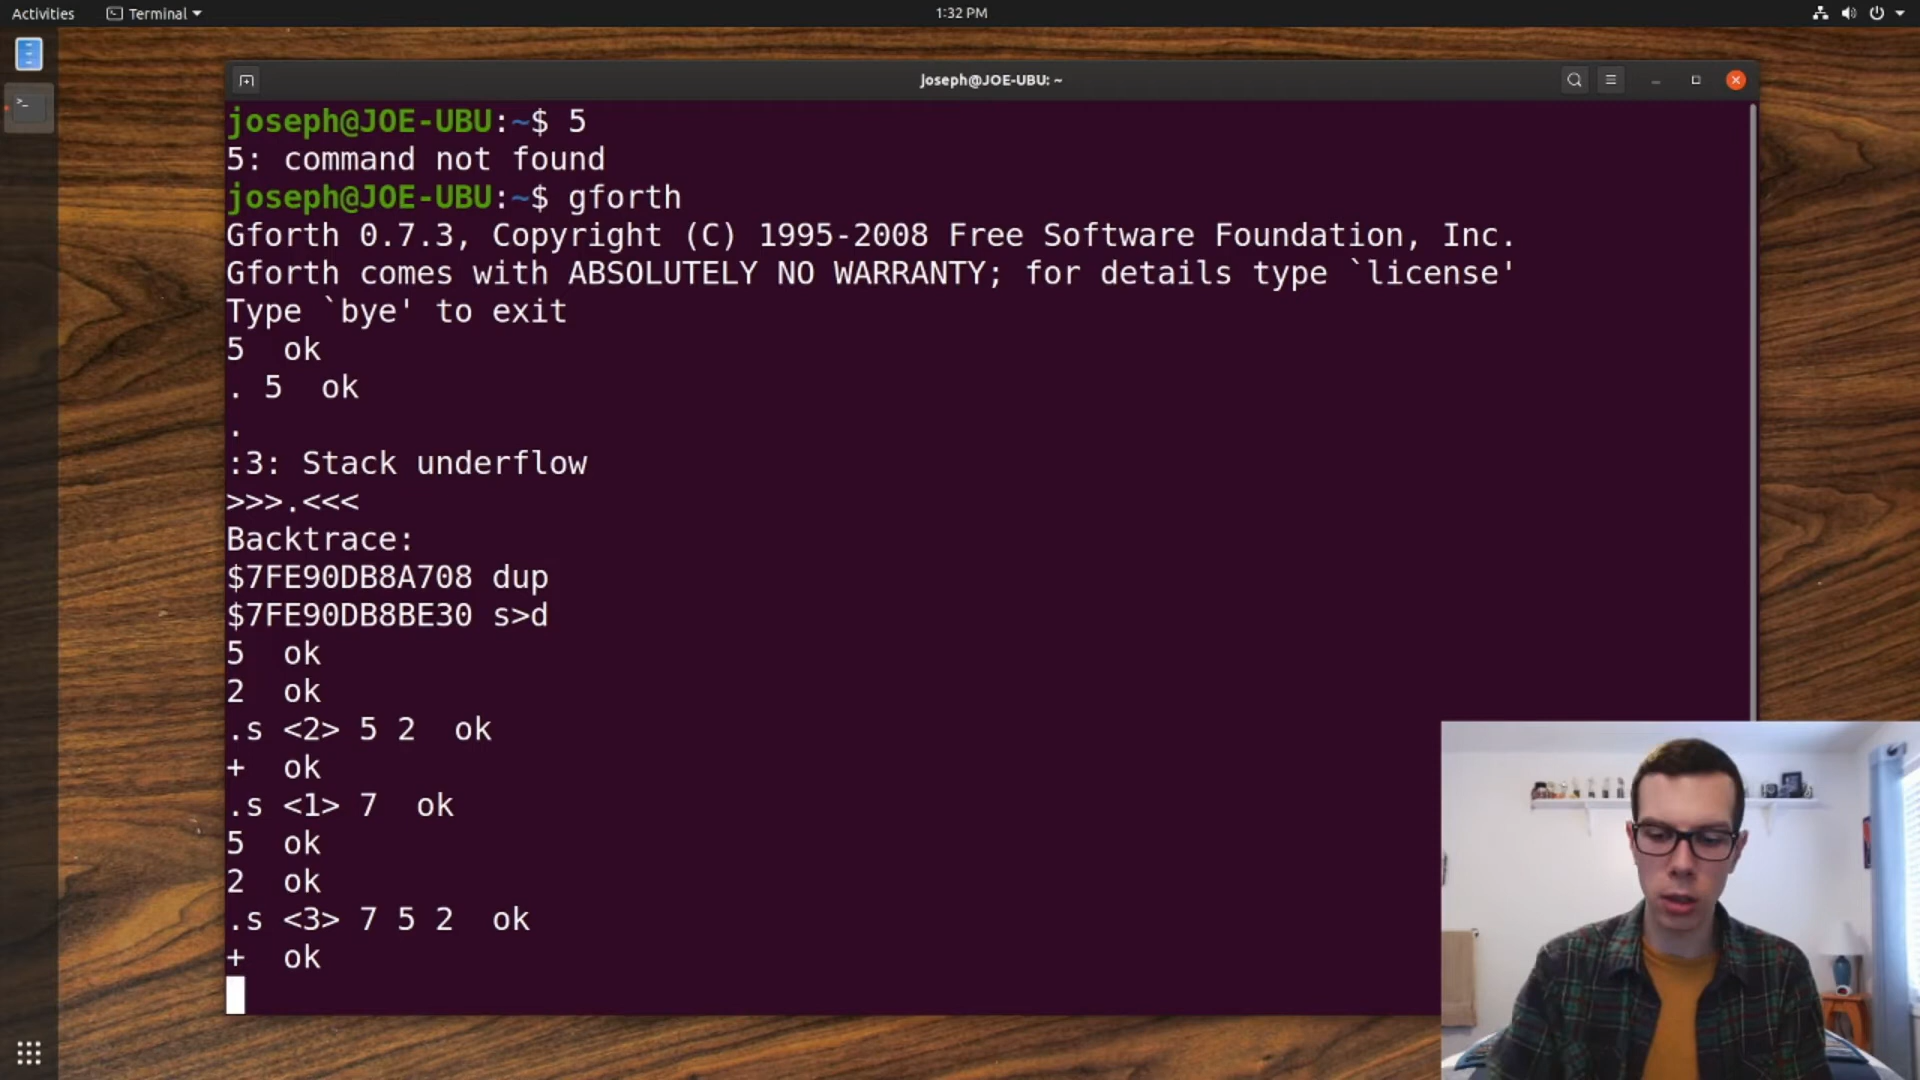 Activities Terminal 1:32 PM
joseph@JOE-UBU: ~
joseph@JOE-UBU:~$ 5
5: command not found
joseph@JOE-UBU:~$ gforth
Gforth 0.7.3, Copyright (C) 1995-2008 Free Software Foundation, Inc.
Gforth comes with ABSOLUTELY NO WARRANTY; for details type `license'
Type `bye' to exit
5  ok
. 5  ok
.
:3: Stack underflow
>>>.<<<
Backtrace:
$7FE90DB8A708 dup
$7FE90DB8BE30 s>d
5  ok
2  ok
.s <2> 5 2  ok
+  ok
.s <1> 7  ok
5  ok
2  ok
.s <3> 7 5 2  ok
+  ok